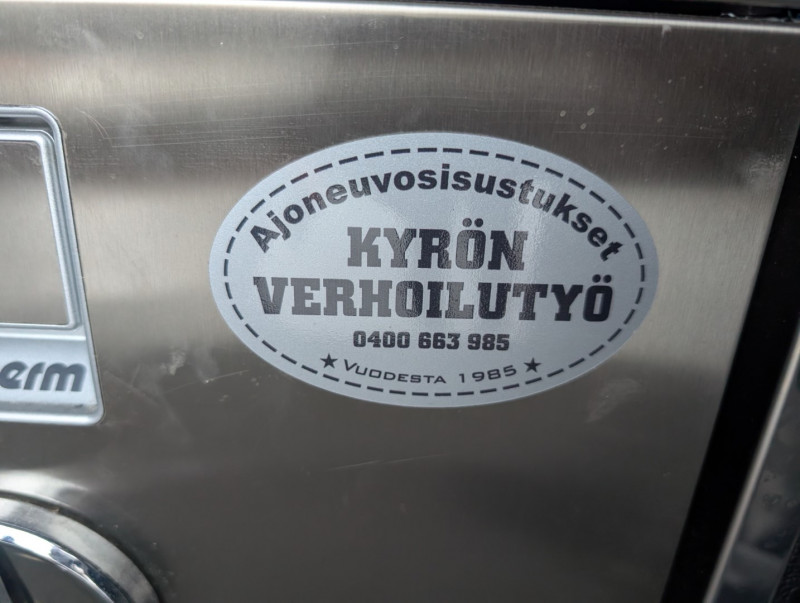 Ajoneuvosisustukset
KYRÖN
VERHOILUTYÖ
0400 663 985
★ VUODESTA 1985 ★
erm